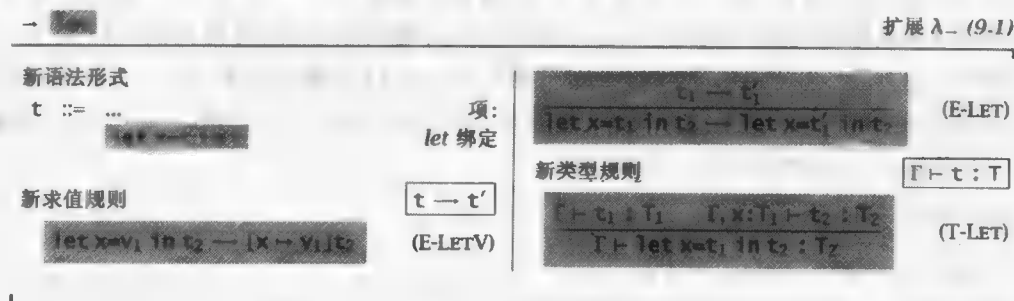 →
扩展 λ→ (9-1)
新语法形式
t ::= ...
项:
let 绑定
新求值规则
t → t′
let x=v₁ in t₂ → [x ↦ v₁]t₂
(E-LETV)
t₁ → t′₁
let x=t₁ in t₂ → let x=t′₁ in t₂
(E-LET)
新类型规则
Γ ⊢ t : T
Γ ⊢ t₁ : T₁ Γ, x:T₁ ⊢ t₂ : T₂
Γ ⊢ let x=t₁ in t₂ : T₂
(T-LET)